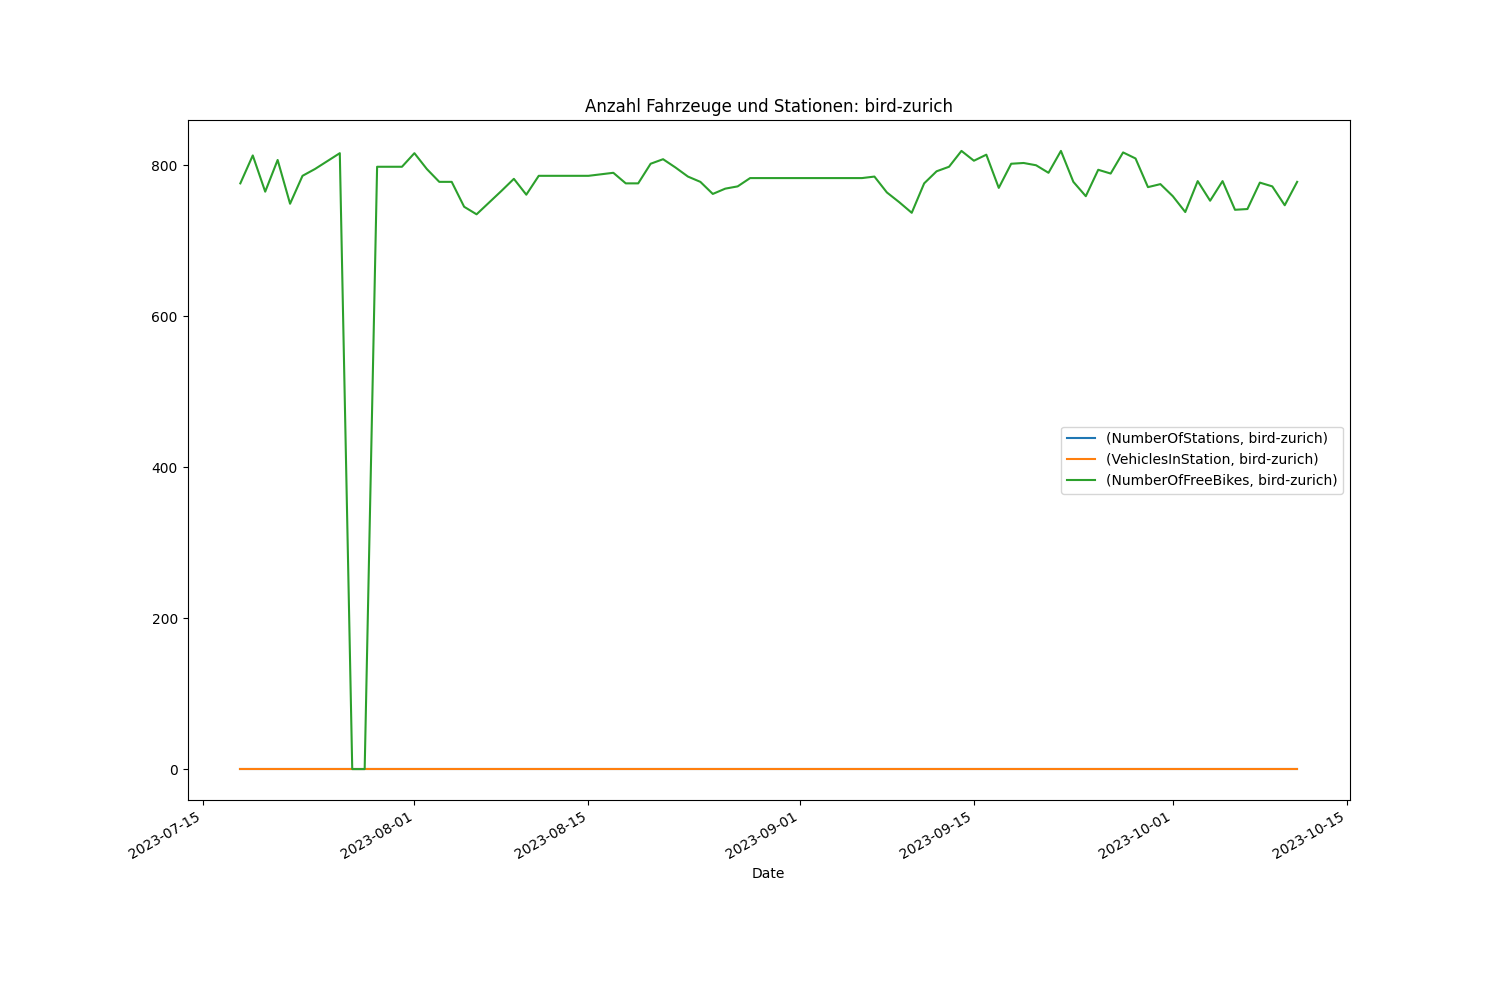 Anzahl Fahrzeuge und Stationen: bird-zurich
800
600
400
200
0
(NumberOfStations, bird-zurich)
(VehiclesInStation, bird-zurich)
(NumberOfFreeBikes, bird-zurich)
2023-07-15
2023-08-01
2023-08-15
2023-09-01
2023-09-15
2023-10-01
2023-10-15
Date